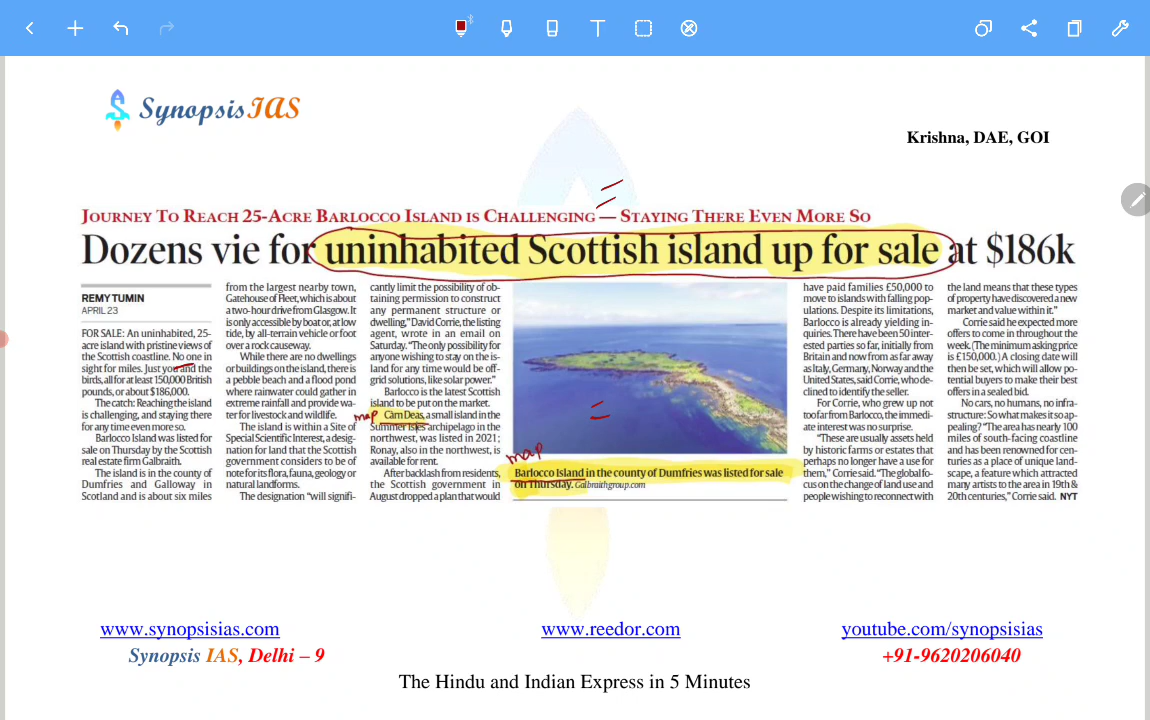 Synopsis IAS
Krishna, DAE, GOI
JOURNEY TO REACH 25-ACRE BARLOCCO ISLAND IS CHALLENGING — STAYING THERE EVEN MORE SO
Dozens vie for uninhabited Scottish island up for sale at $186k
REMY TUMIN
APRIL 23
FOR SALE: An uninhabited, 25-
acre island with pristine views of
the Scottish coastline. No one in
sight for miles. Just you and the
birds, all for at least 150,000 British
pounds, or about $186,000.
The catch: Reaching the island
is challenging, and staying there
for any time even more so.
Barlocco Island was listed for
sale on Thursday by the Scottish
real estate firm Galbraith.
The island is in the county of
Dumfries and Galloway in
Scotland and is about six miles
from the largest nearby town,
Gatehouse of Fleet, which is about
a two-hour drive from Glasgow. It
is only accessible by boat or, at low
tide, by all-terrain vehicle or foot
over a rock causeway.
While there are no dwellings
or buildings on the island, there is
a pebble beach and a flood pond
where rainwater could gather in
extreme rainfall and provide wa-
ter for livestock and wildlife.
The island is within a Site of
Special Scientific Interest, a desig-
nation for land that the Scottish
government considers to be of
note for its flora, fauna, geology or
natural landforms.
The designation "will signifi-
cantly limit the possibility of ob-
taining permission to construct
any permanent structure or
dwelling," David Corrie, the listing
agent, wrote in an email on
Saturday. "The only possibility for
anyone wishing to stay on the is-
land for any time would be off-
grid solutions, like solar power."
Barlocco is the latest Scottish
island to be put on the market.
map Càrn Deas, a small island in the
Summer Isles archipelago in the
northwest, was listed in 2021;
Ronay, also in the northwest, is
available for rent.
After backlash from residents,
the Scottish government in
August dropped a plan that would
map
Barlocco Island in the county of Dumfries was listed for sale
on Thursday. Galbraithgroup.com
have paid families £50,000 to
move to islands with falling pop-
ulations. Despite its limitations,
Barlocco is already yielding in-
quiries. There have been 50 inter-
ested parties so far, initially from
Britain and now from as far away
as Italy, Germany, Norway and the
United States, said Corrie, who de-
clined to identify the seller.
For Corrie, who grew up not
too far from Barlocco, the immedi-
ate interest was no surprise.
"These are usually assets held
by historic farms or estates that
perhaps no longer have a use for
them," Corrie said. "The global fo-
cus on the change of land use and
people wishing to reconnect with
the land means that these types
of property have discovered a new
market and value within it."
Corrie said he expected more
offers to come in throughout the
week. (The minimum asking price
is £150,000.) A closing date will
then be set, which will allow po-
tential buyers to make their best
offers in a sealed bid.
No cars, no humans, no infra-
structure: So what makes it so ap-
pealing? "The area has nearly 100
miles of south-facing coastline
and has been renowned for cen-
turies as a place of unique land-
scape, a feature which attracted
many artists to the area in 19th &
20th centuries," Corrie said. NYT
www.synopsisias.com
www.reedor.com
youtube.com/synopsisias
Synopsis IAS, Delhi – 9
+91-9620206040
The Hindu and Indian Express in 5 Minutes